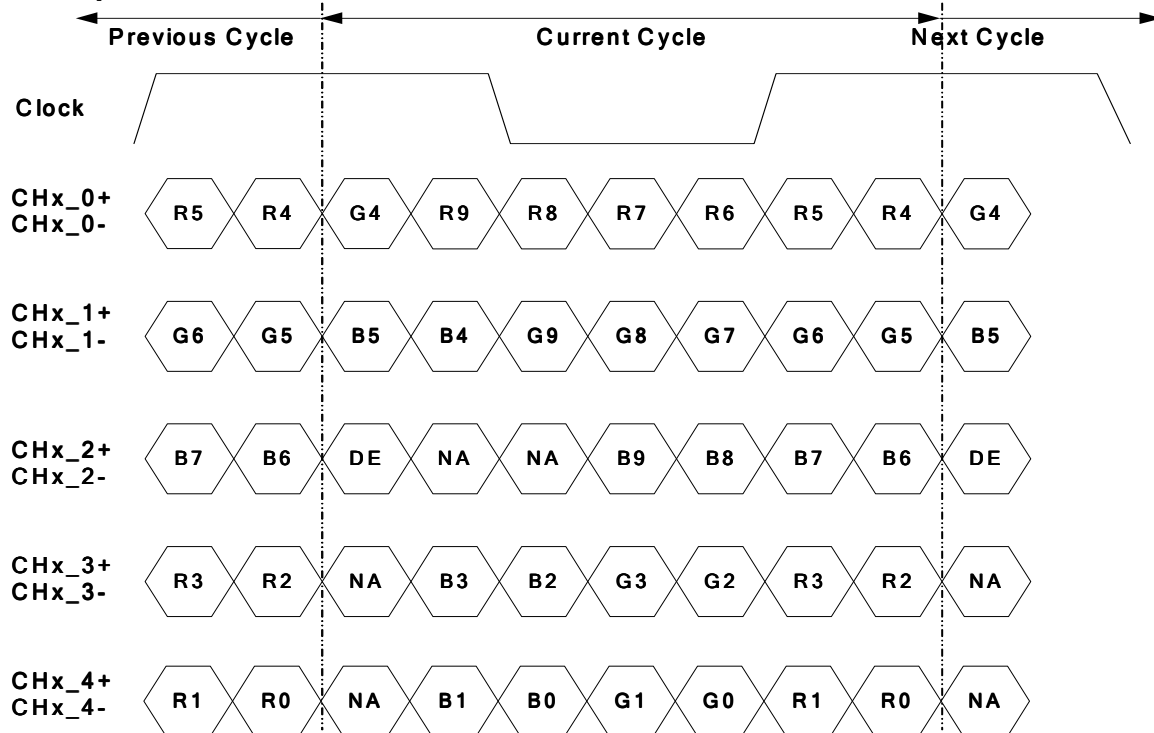 Previous Cycle Current Cycle Next Cycle
Clock
CHx_0+
CHx_0-
R5 R4 G4 R9 R8 R7 R6 R5 R4 G4
CHx_1+
CHx_1-
G6 G5 B5 B4 G9 G8 G7 G6 G5 B5
CHx_2+
CHx_2-
B7 B6 DE NA NA B9 B8 B7 B6 DE
CHx_3+
CHx_3-
R3 R2 NA B3 B2 G3 G2 R3 R2 NA
CHx_4+
CHx_4-
R1 R0 NA B1 B0 G1 G0 R1 R0 NA